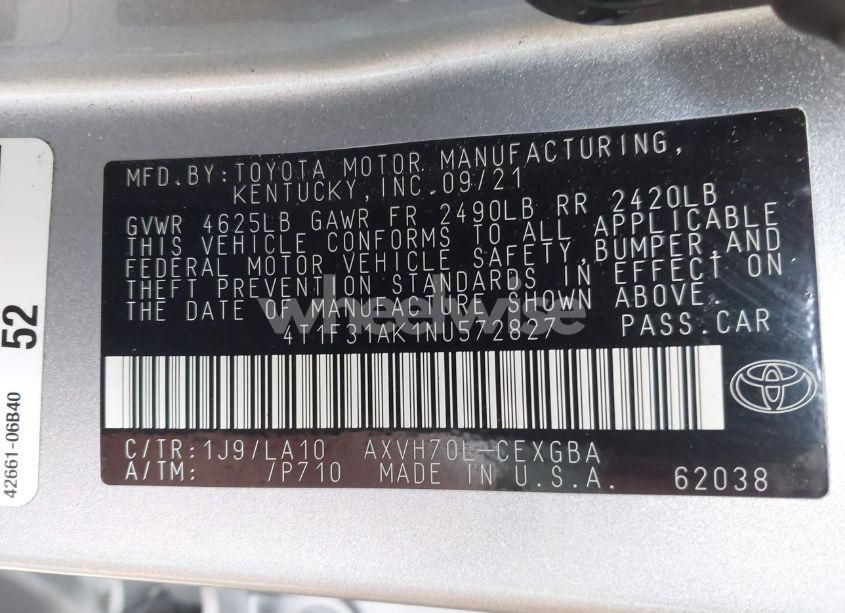 MFD.BY:TOYOTA MOTOR MANUFACTURING,
KENTUCKY,INC.09/21
GVWR 4625LB GAWR FR 2490LB RR 2420LB
THIS VEHICLE CONFORMS TO ALL APPLICABLE
FEDERAL MOTOR VEHICLE SAFETY,BUMPER,AND
THEFT PREVENTION STANDARDS IN EFFECT ON
THE DATE OF MANUFACTURE SHOWN ABOVE.
4T1F31AK1NU572827 PASS.CAR
C/TR:1J9/LA10 AXVH70L-CEXGBA
A/TM: /P710 MADE IN U.S.A. 62038
wheelwise
52
42661-06B40